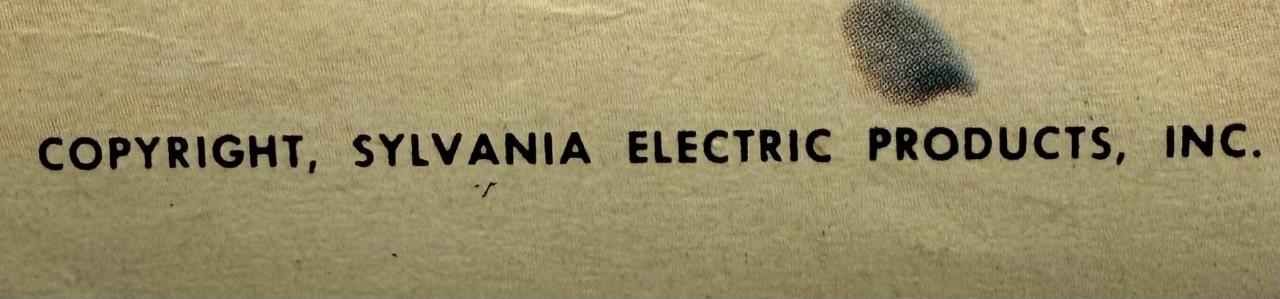 COPYRIGHT, SYLVANIA ELECTRIC PRODUCTS, INC.